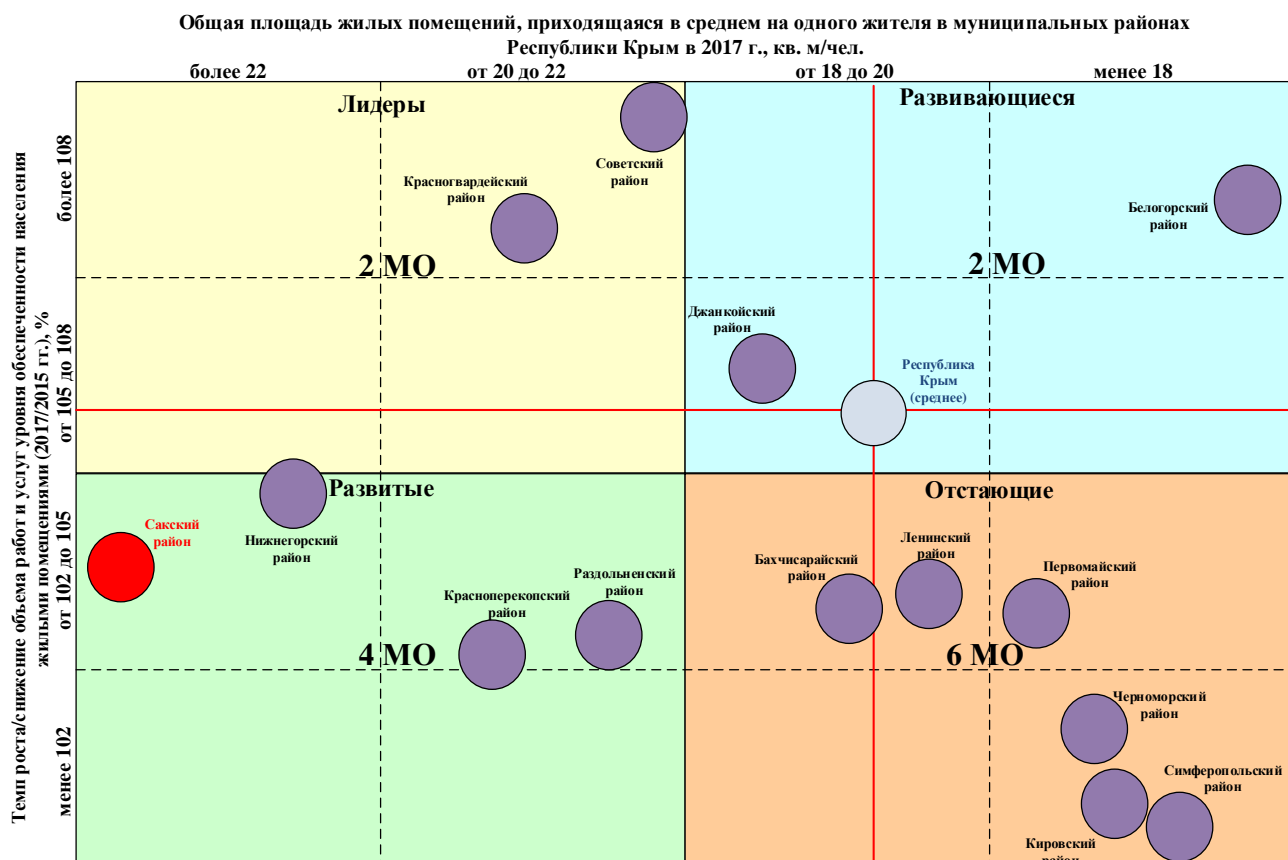 Общая площадь жилых помещений, приходящаяся в среднем на одного жителя в муниципальных районах
Республики Крым в 2017 г., кв. м/чел.
более 22
от 20 до 22
от 18 до 20
менее 18
Темп роста/снижение объема работ и услуг уровня обеспеченности населения
жилыми помещениями (2017/2015 гг.), %
более 108
от 105 до 108
от 102 до 105
менее 102
Лидеры
Советский
район
Красногвардейский
район
2 МО
Развивающиеся
Белогорский
район
2 МО
Джанкойский
район
Республика
Крым
(среднее)
Развитые
Сакский
район
Нижнегорский
район
Красноперекопский
район
Раздольненский
район
4 МО
Отстающие
Бахчисарайский
район
Ленинский
район
Первомайский
район
6 МО
Черноморский
район
Симферопольский
район
Кировский
район